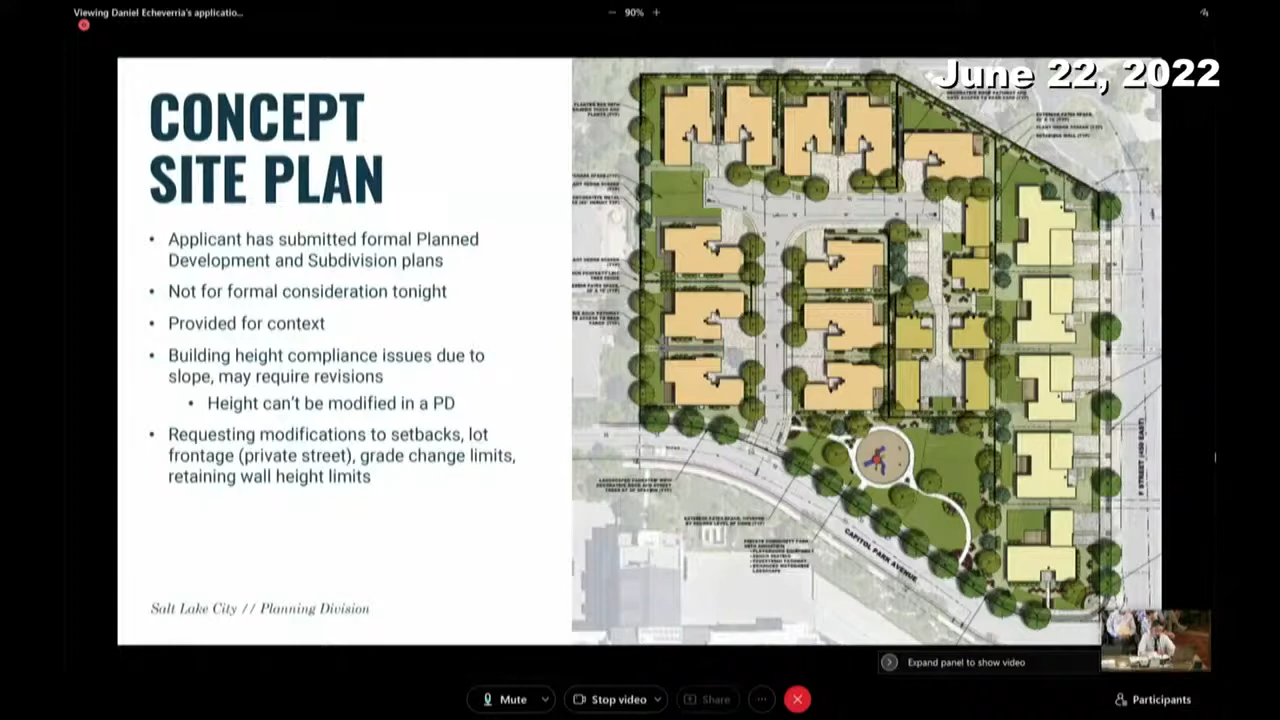 Viewing Daniel Echeverria's applicatio...
90%
June 22, 2022
CONCEPT
SITE PLAN
• Applicant has submitted formal Planned
Development and Subdivision plans
• Not for formal consideration tonight
• Provided for context
• Building height compliance issues due to
slope, may require revisions
• Height can't be modified in a PD
• Requesting modifications to setbacks, lot
frontage (private street), grade change limits,
retaining wall height limits
Salt Lake City // Planning Division
CAPITOL PARK AVENUE
F STREET (450 EAST)
Expand panel to show video
Mute
Stop video
Share
Participants